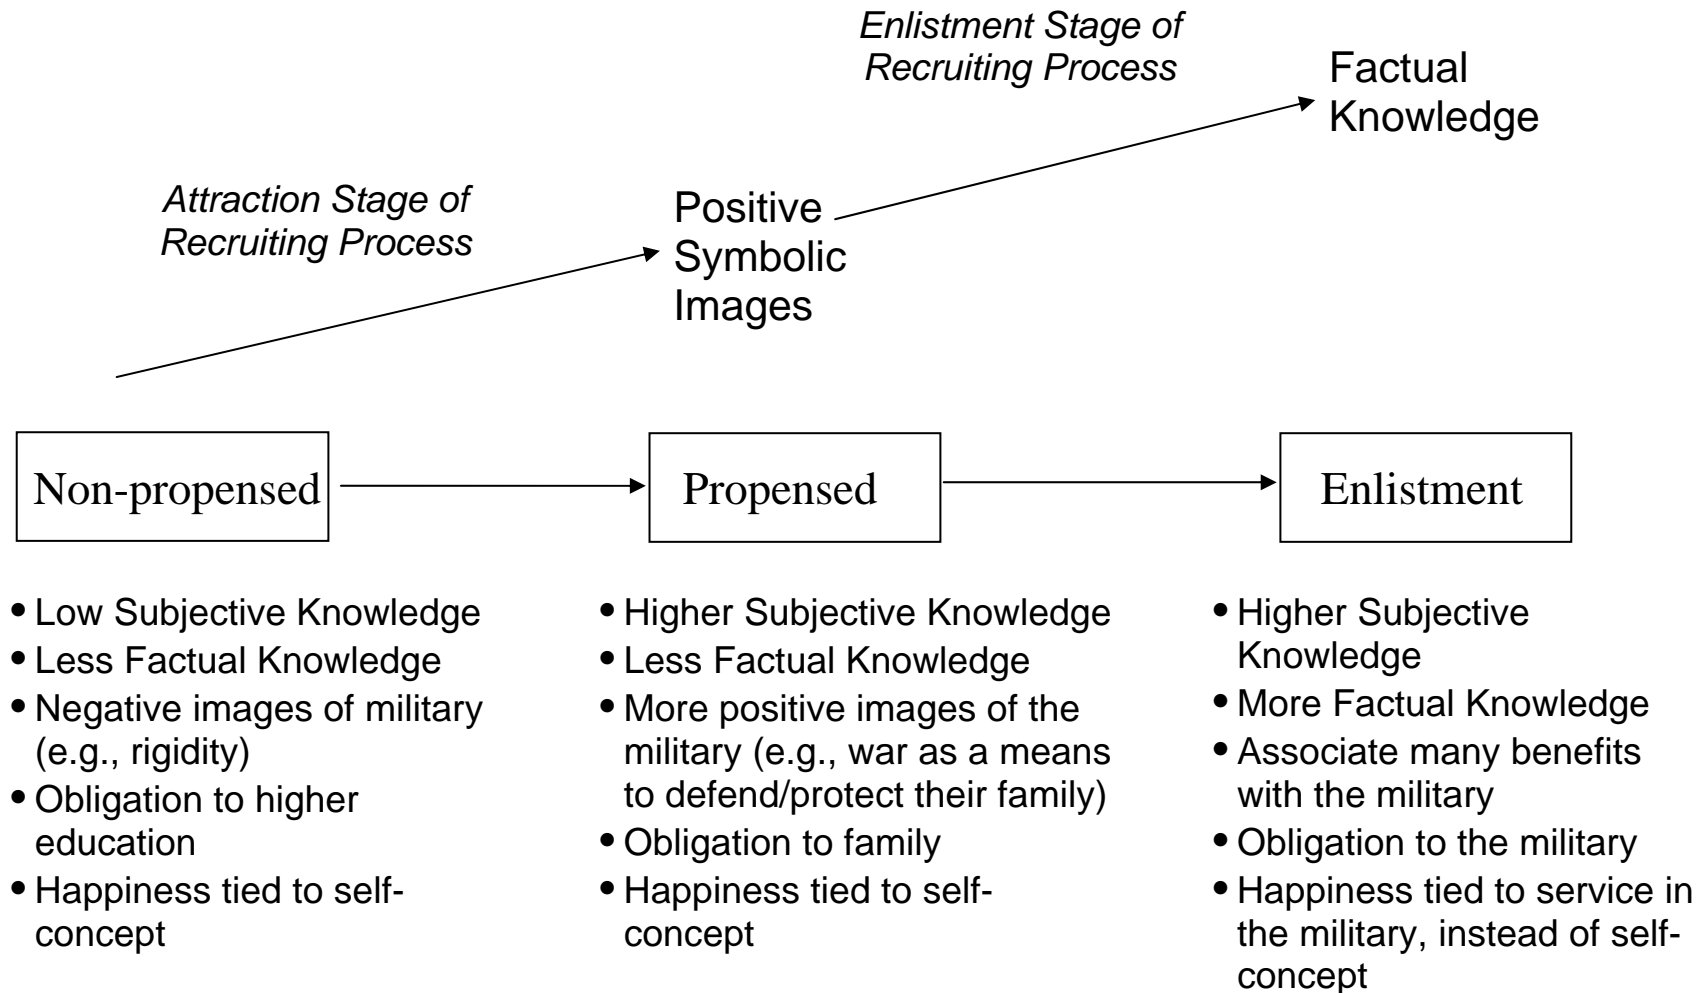 Enlistment Stage of
Recruiting Process
Factual
Knowledge
Attraction Stage of
Recruiting Process
Positive
Symbolic
Images
Non-propensed
Propensed
Enlistment
• Low Subjective Knowledge
• Less Factual Knowledge
• Negative images of military
(e.g., rigidity)
• Obligation to higher
education
• Happiness tied to self-
concept
• Higher Subjective Knowledge
• Less Factual Knowledge
• More positive images of the
military (e.g., war as a means
to defend/protect their family)
• Obligation to family
• Happiness tied to self-
concept
• Higher Subjective
Knowledge
• More Factual Knowledge
• Associate many benefits
with the military
• Obligation to the military
• Happiness tied to service in
the military, instead of self-
concept